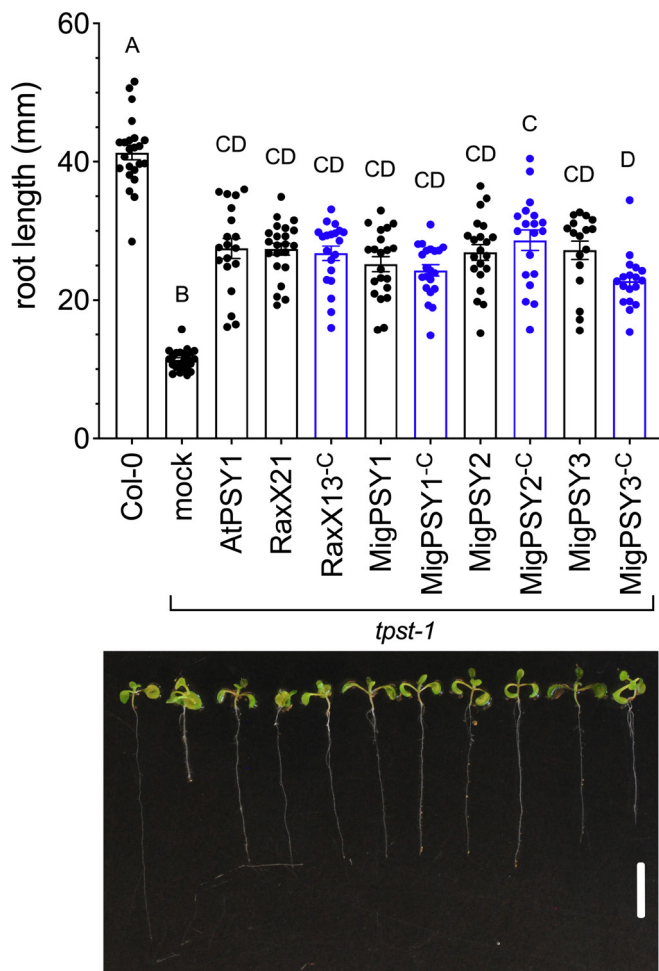 root length (mm)
60
40
20
0
A
B
CD
CD
CD
CD
CD
CD
C
CD
D
Col-0
mock
AtPSY1
RaxX21
RaxX13⁻ᶜ
MigPSY1
MigPSY1⁻ᶜ
MigPSY2
MigPSY2⁻ᶜ
MigPSY3
MigPSY3⁻ᶜ
tpst-1